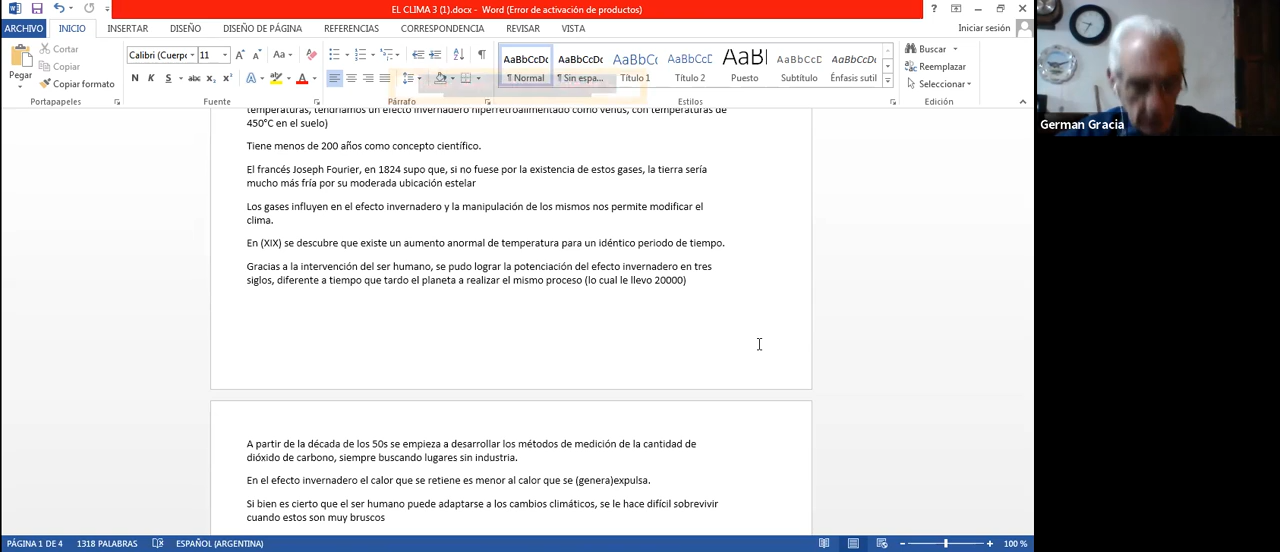 EL CLIMA 3 (1).docx - Word (Error de activación de productos)
ARCHIVO INICIO INSERTAR DISEÑO DISEÑO DE PÁGINA REFERENCIAS CORRESPONDENCIA REVISAR VISTA Iniciar sesión
Pegar
Cortar
Copiar
Copiar formato
Portapapeles
Calibri (Cuerpo 11
Fuente
Párrafo
AaBbCcDc AaBbCcDc AaBbCc AaBbCcD AaBl AaBbCcD AaBbCcDc
¶ Normal ¶ Sin espa... Título 1 Título 2 Puesto Subtítulo Énfasis sutil
Estilos
Buscar
Reemplazar
Seleccionar
Edición
German Gracia
temperaturas, tendríamos un efecto invernadero hiperretroalimentado como venus, con temperaturas de
450°C en el suelo)
Tiene menos de 200 años como concepto científico.
El francés Joseph Fourier, en 1824 supo que, si no fuese por la existencia de estos gases, la tierra sería
mucho más fría por su moderada ubicación estelar
Los gases influyen en el efecto invernadero y la manipulación de los mismos nos permite modificar el
clima.
En (XIX) se descubre que existe un aumento anormal de temperatura para un idéntico periodo de tiempo.
Gracias a la intervención del ser humano, se pudo lograr la potenciación del efecto invernadero en tres
siglos, diferente a tiempo que tardo el planeta a realizar el mismo proceso (lo cual le llevo 20000)
A partir de la década de los 50s se empieza a desarrollar los métodos de medición de la cantidad de
dióxido de carbono, siempre buscando lugares sin industria.
En el efecto invernadero el calor que se retiene es menor al calor que se (genera)expulsa.
Si bien es cierto que el ser humano puede adaptarse a los cambios climáticos, se le hace difícil sobrevivir
cuando estos son muy bruscos
PÁGINA 1 DE 4 1318 PALABRAS ESPAÑOL (ARGENTINA) 100 %